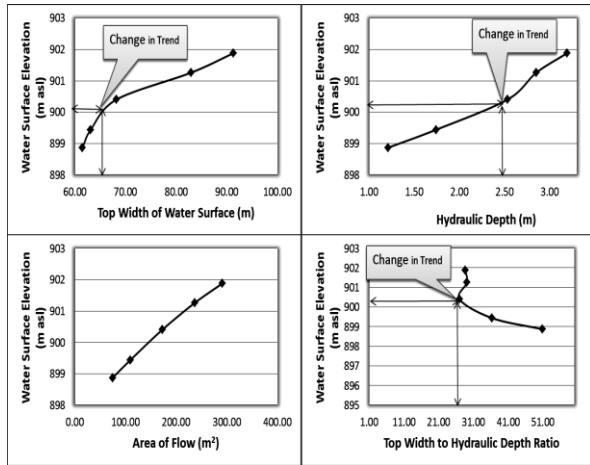 Water Surface Elevation
(m asl)
903
902
901
900
899
898
Change in Trend
60.00 70.00 80.00 90.00 100.00
Top Width of Water Surface (m)
Water Surface Elevation
(m asl)
903
902
901
900
899
898
Change in Trend
1.00 1.50 2.00 2.50 3.00
Hydraulic Depth (m)
Water Surface Elevation
(m asl)
903
902
901
900
899
898
0.00 100.00 200.00 300.00 400.00
Area of Flow (m²)
Water Surface Elevation
(m asl)
903
902
901
900
899
898
897
896
895
Change in Trend
1.00 11.00 21.00 31.00 41.00 51.00
Top Width to Hydraulic Depth Ratio